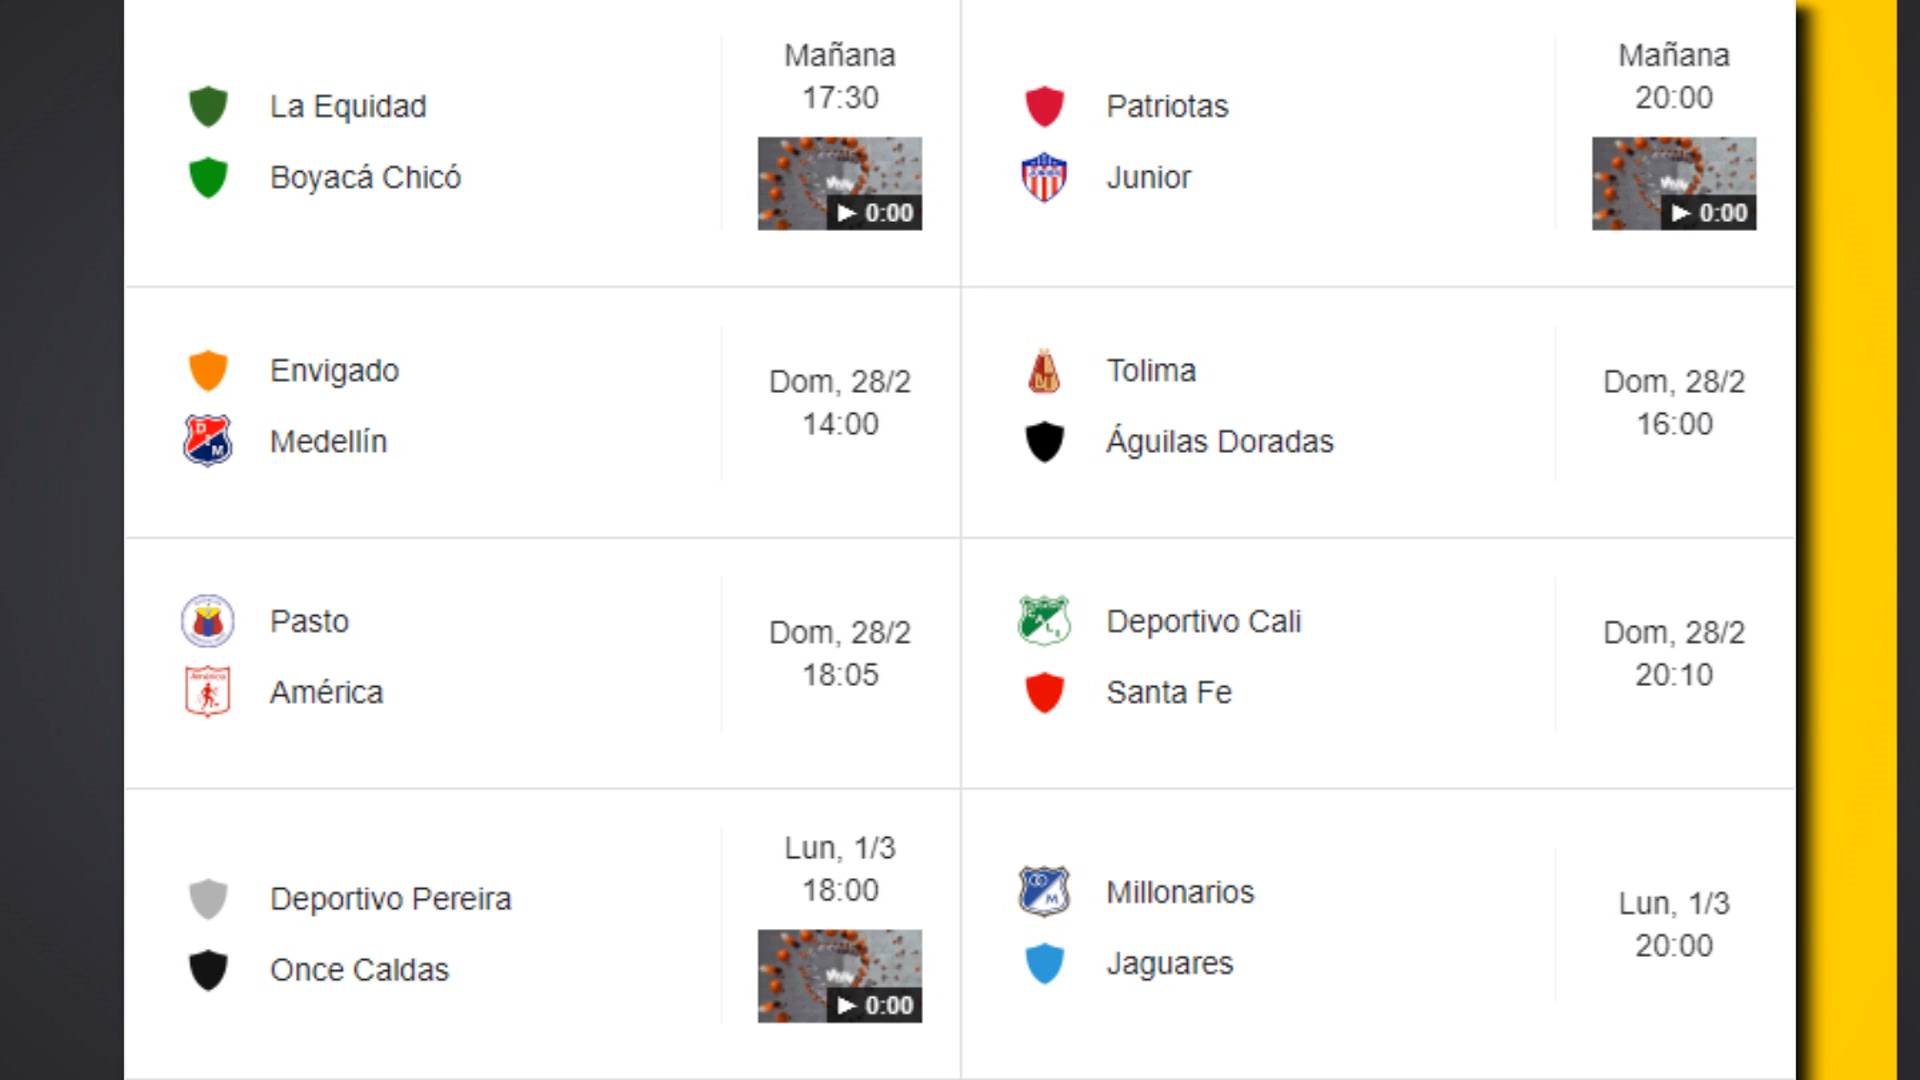 Mañana
17:30
La Equidad
Boyacá Chicó
0:00
Mañana
20:00
Patriotas
Junior
0:00
Envigado
Medellín
Dom, 28/2
14:00
Tolima
Águilas Doradas
Dom, 28/2
16:00
Pasto
América
Dom, 28/2
18:05
Deportivo Cali
Santa Fe
Dom, 28/2
20:10
Lun, 1/3
18:00
Deportivo Pereira
Once Caldas
0:00
Millonarios
Jaguares
Lun, 1/3
20:00